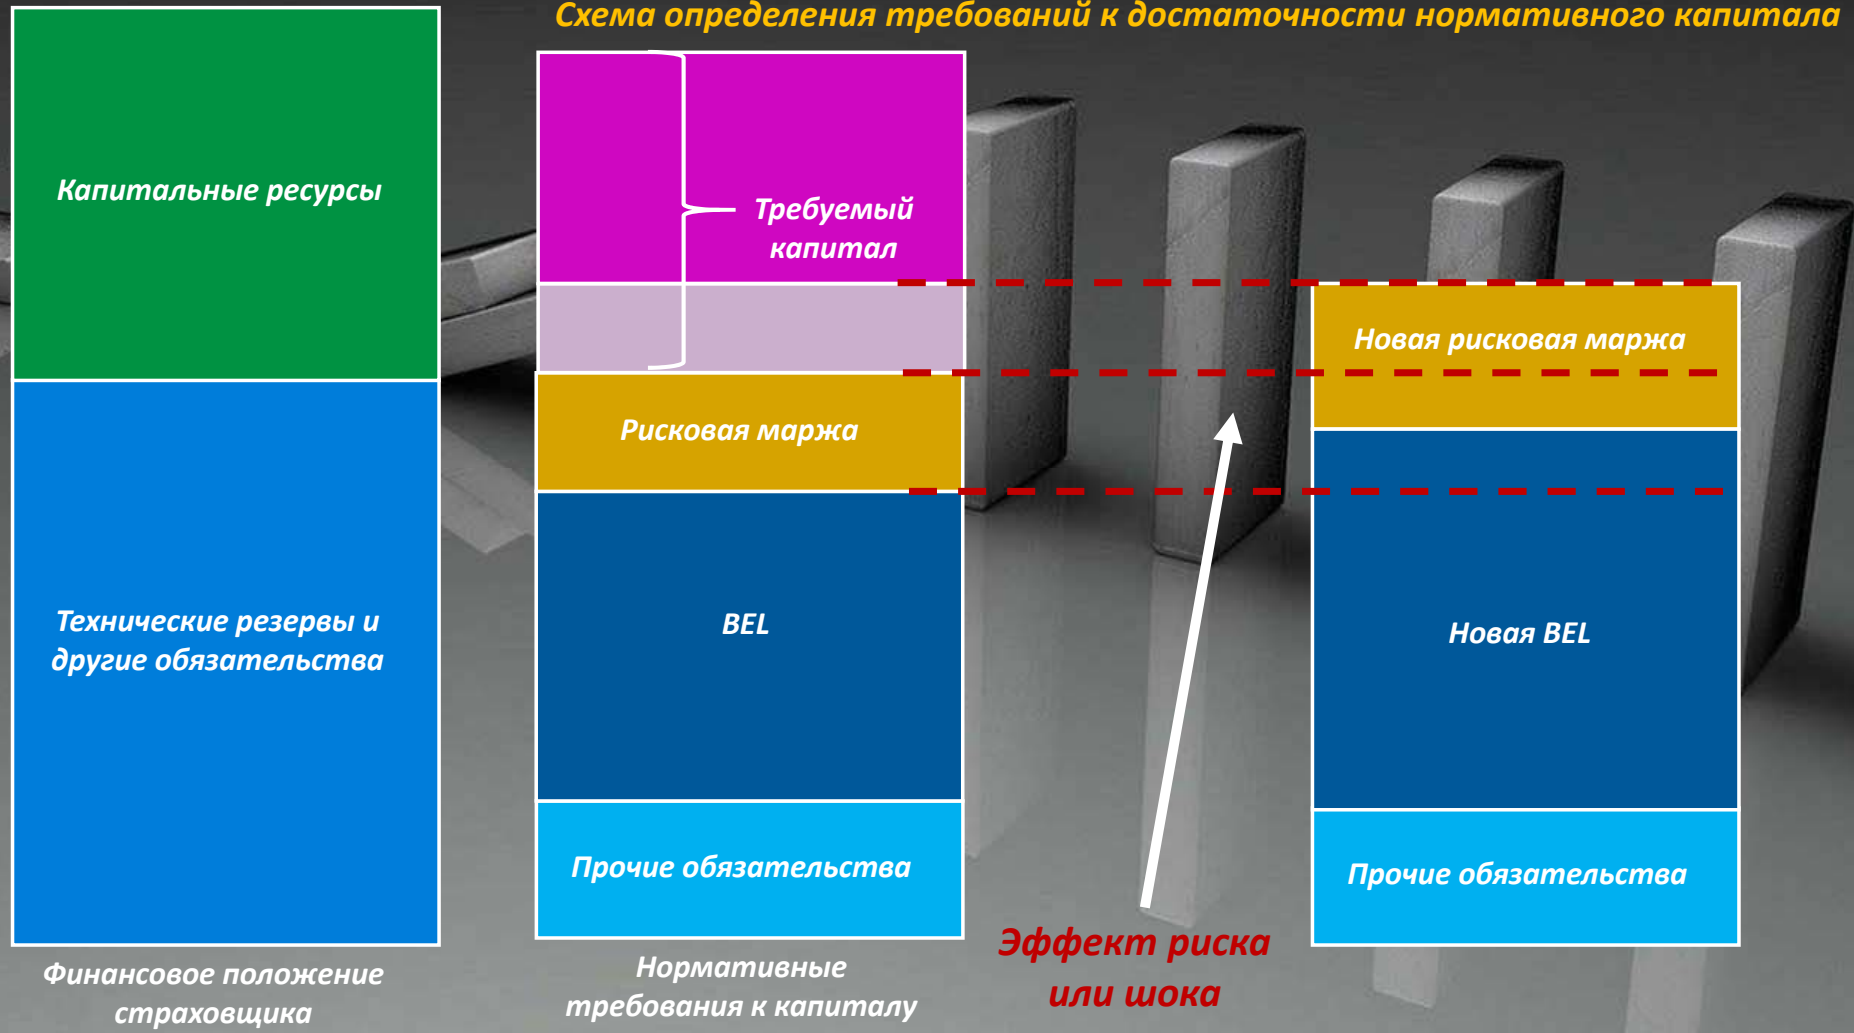 Схема определения требований к достаточности нормативного капитала
Капитальные ресурсы
Технические резервы и
другие обязательства
Финансовое положение
страховщика
Требуемый
капитал
Рисковая маржа
BEL
Прочие обязательства
Нормативные
требования к капиталу
Эффект риска
или шока
Новая рисковая маржа
Новая BEL
Прочие обязательства